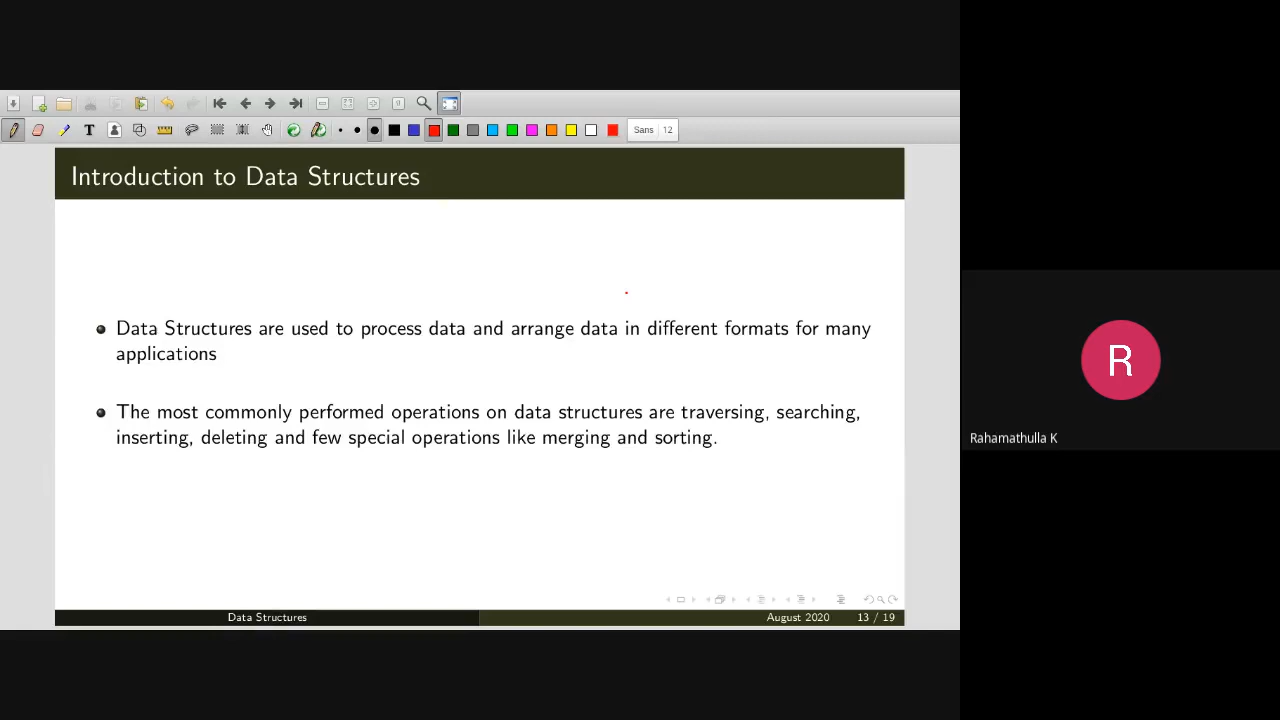 T
Sans 12
Introduction to Data Structures
Data Structures are used to process data and arrange data in different formats for many
applications
The most commonly performed operations on data structures are traversing, searching,
inserting, deleting and few special operations like merging and sorting.
Data Structures
August 2020 13 / 19
R
Rahamathulla K